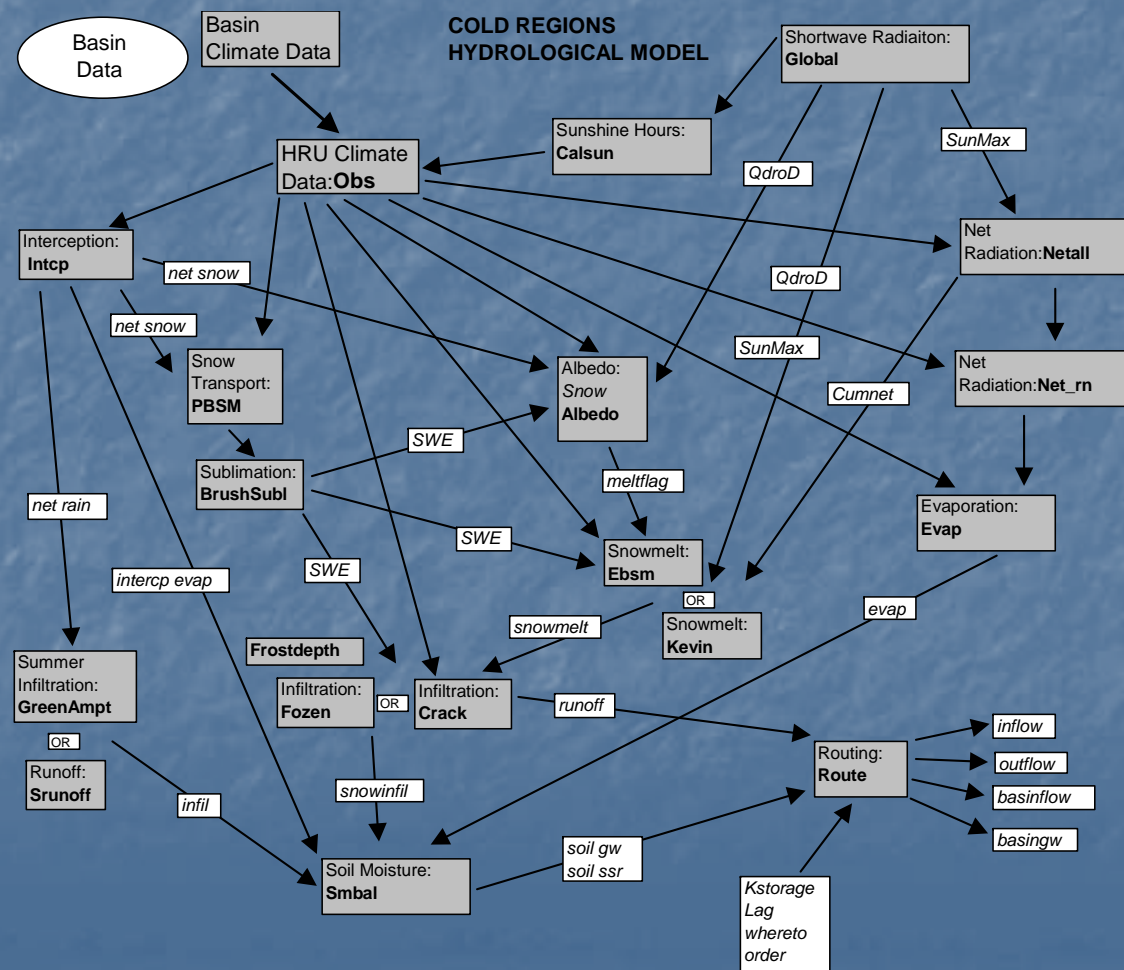 Basin
Data
Basin
Climate Data
COLD REGIONS
HYDROLOGICAL MODEL
Shortwave Radiaiton:
Global
Sunshine Hours:
Calsun
SunMax
HRU Climate
Data:Obs
QdroD
Interception:
Intcp
net snow
Net
Radiation:Netall
QdroD
net snow
SunMax
Snow
Transport:
PBSM
Albedo:
Snow
Albedo
Net
Radiation:Net_rn
Cumnet
SWE
Sublimation:
BrushSubl
meltflag
net rain
Evaporation:
Evap
SWE
Snowmelt:
Ebsm
SWE
intercp evap
OR
evap
snowmelt
Snowmelt:
Kevin
Frostdepth
Summer
Infiltration:
GreenAmpt
Infiltration:
Fozen
OR
Infiltration:
Crack
runoff
OR
inflow
Routing:
Route
outflow
Runoff:
Srunoff
infil
snowinfil
basinflow
basingw
soil gw
soil ssr
Soil Moisture:
Smbal
Kstorage
Lag
whereto
order